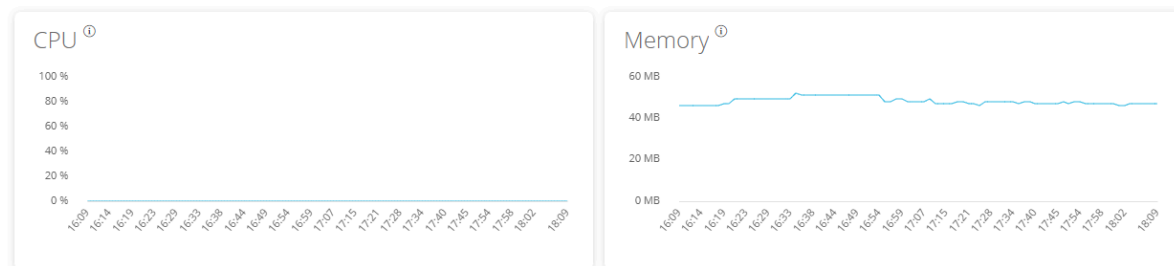 CPU ⓘ
100 %
80 %
60 %
40 %
20 %
0 %
16:09 16:14 16:19 16:23 16:29 16:33 16:38 16:44 16:49 16:54 16:59 17:07 17:15 17:21 17:28 17:34 17:40 17:45 17:54 17:58 18:02 18:09
Memory ⓘ
60 MB
40 MB
20 MB
0 MB
16:09 16:14 16:19 16:23 16:29 16:33 16:38 16:44 16:49 16:54 16:59 17:07 17:15 17:21 17:28 17:34 17:40 17:45 17:54 17:58 18:02 18:09